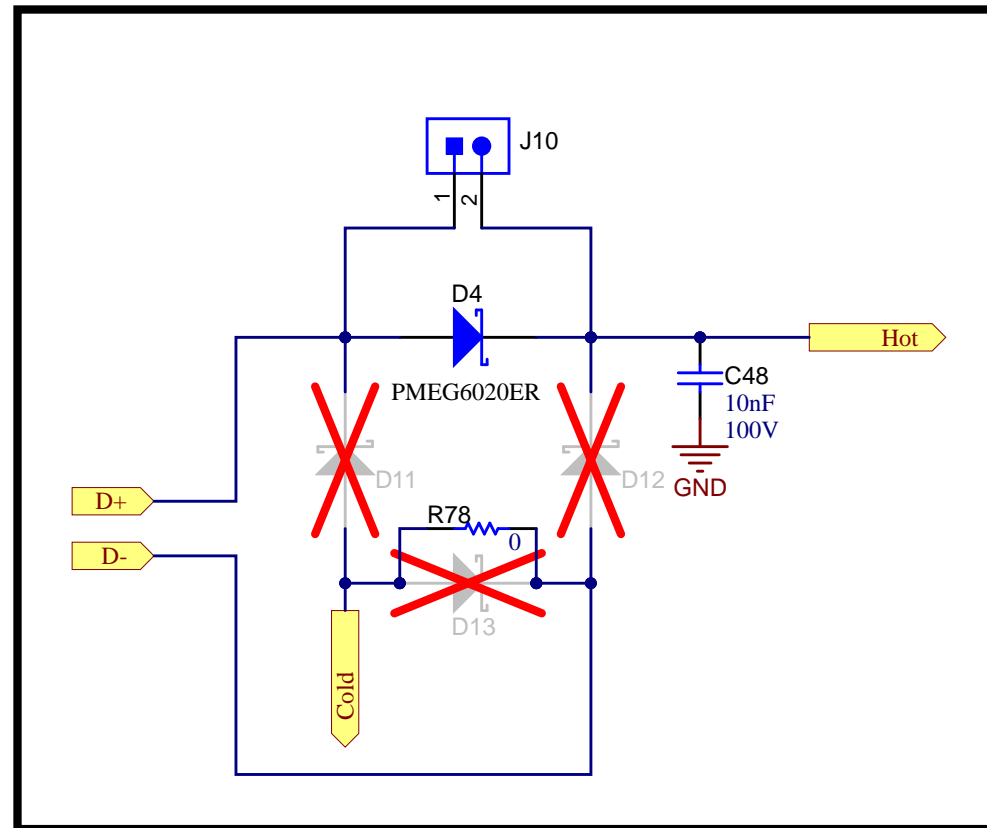 J10
1
2
D4
PMEG6020ER
Hot
C48
10nF
100V
GND
D11
D12
D+
D-
R78
0
D13
Cold